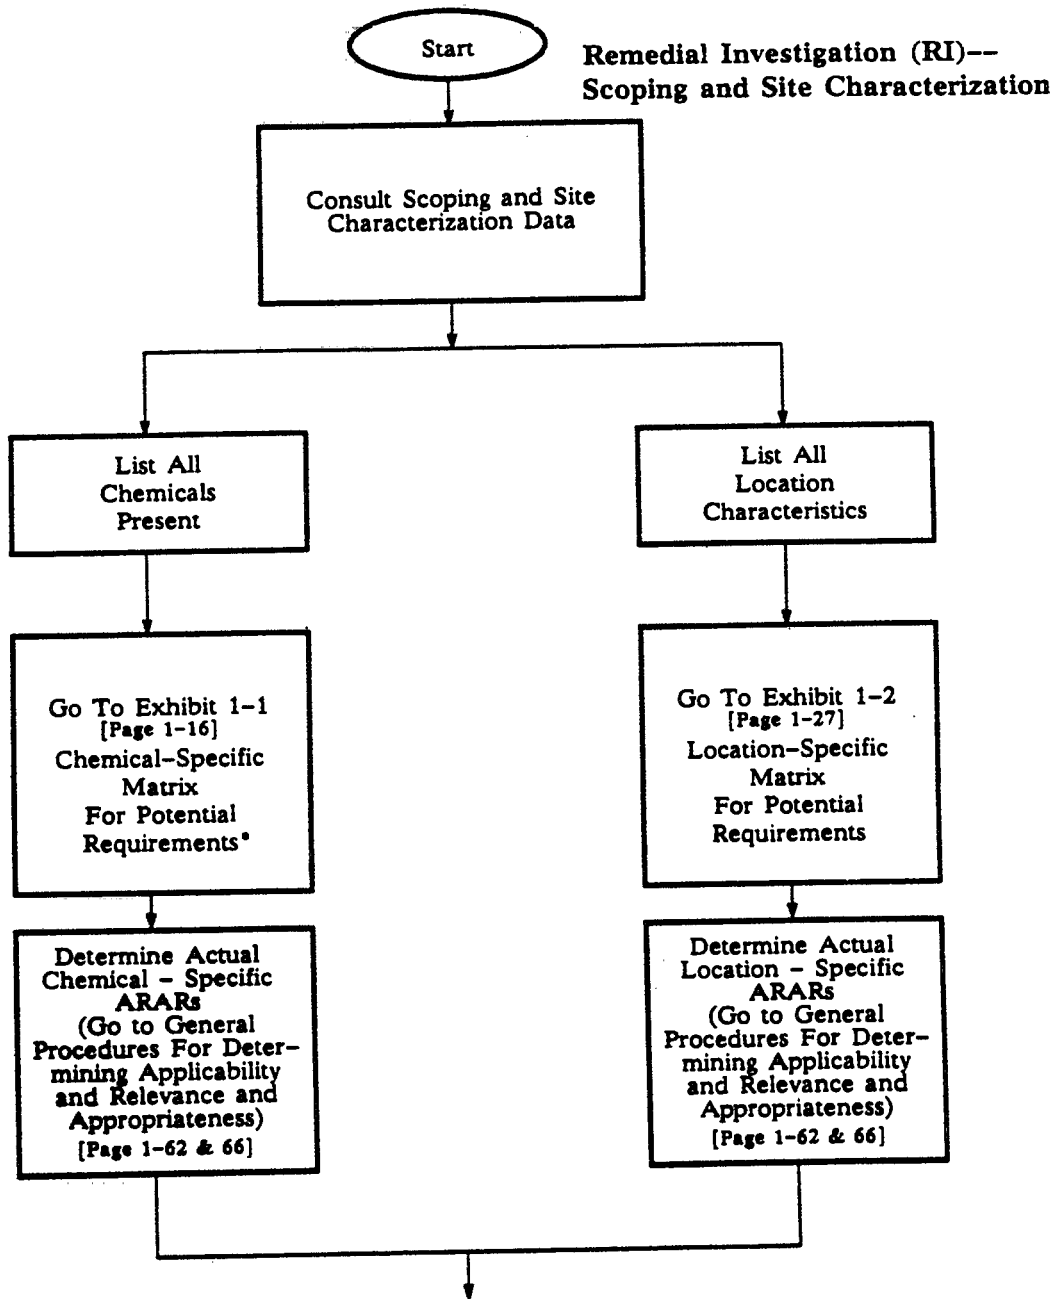 Start
Remedial Investigation (RI)--
Scoping and Site Characterization
Consult Scoping and Site
Characterization Data
List All
Chemicals
Present
List All
Location
Characteristics
Go To Exhibit 1-1
[Page 1-16]
Chemical-Specific
Matrix
For Potential
Requirements*
Go To Exhibit 1-2
[Page 1-27]
Location-Specific
Matrix
For Potential
Requirements
Determine Actual
Chemical - Specific
ARARs
(Go to General
Procedures For Deter-
mining Applicability
and Relevance and
Appropriateness)
[Page 1-62 & 66]
Determine Actual
Location - Specific
ARARs
(Go to General
Procedures For Deter-
mining Applicability
and Relevance and
Appropriateness)
[Page 1-62 & 66]